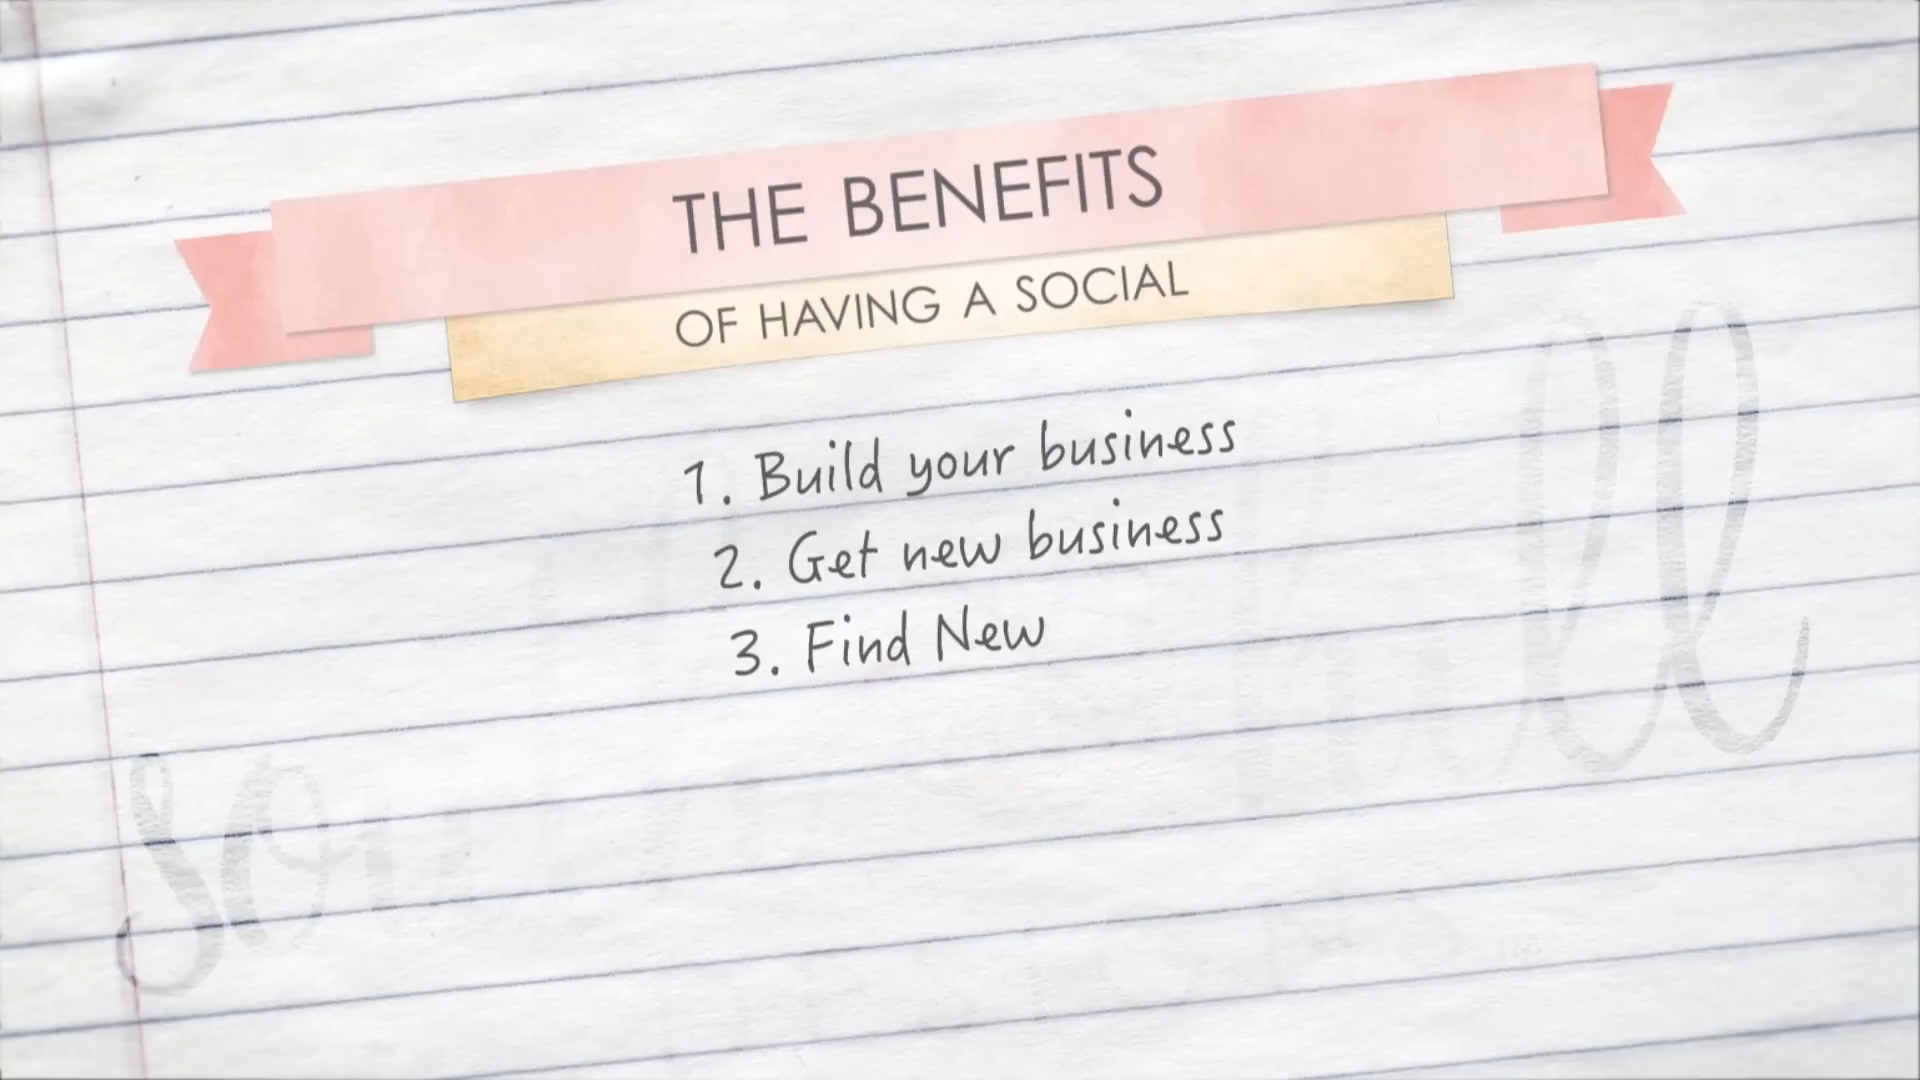 THE BENEFITS
OF HAVING A SOCIAL
1. Build your business
2. Get new business
3. Find New